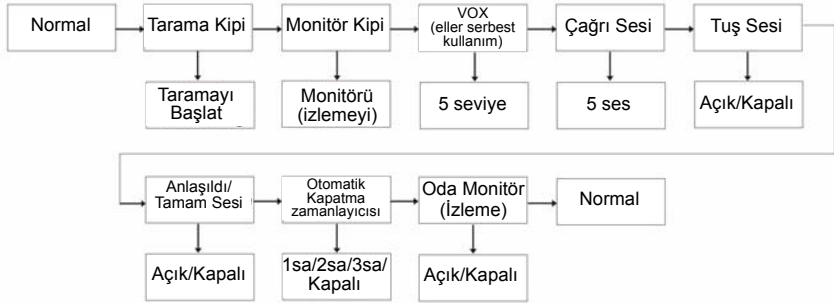 Normal
Tarama Kipi
Monitör Kipi
VOX
(eller serbest
kullanım)
Çağrı Sesi
Tuş Sesi
Taramayı
Başlat
Monitörü
(izlemeyi)
5 seviye
5 ses
Açık/Kapalı
Anlaşıldı/
Tamam Sesi
Otomatik
Kapatma
zamanlayıcısı
Oda Monitör
(İzleme)
Normal
Açık/Kapalı
1sa/2sa/3sa/
Kapalı
Açık/Kapalı